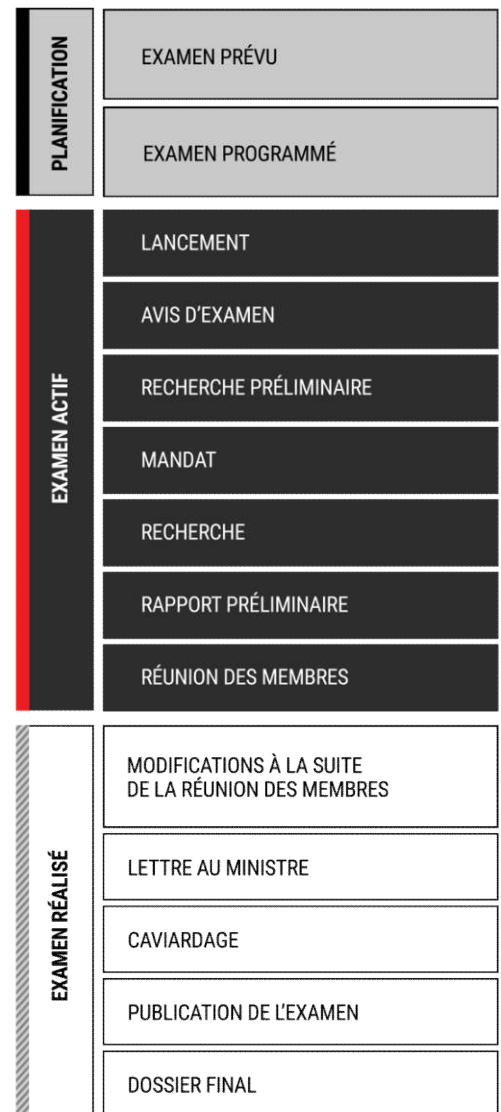 PLANIFICATION
EXAMEN PRÉVU
EXAMEN PROGRAMMÉ
EXAMEN ACTIF
LANCEMENT
AVIS D'EXAMEN
RECHERCHE PRÉLIMINAIRE
MANDAT
RECHERCHE
RAPPORT PRÉLIMINAIRE
RÉUNION DES MEMBRES
EXAMEN RÉALISÉ
MODIFICATIONS À LA SUITE
DE LA RÉUNION DES MEMBRES
LETTRE AU MINISTRE
CAVIARDAGE
PUBLICATION DE L'EXAMEN
DOSSIER FINAL